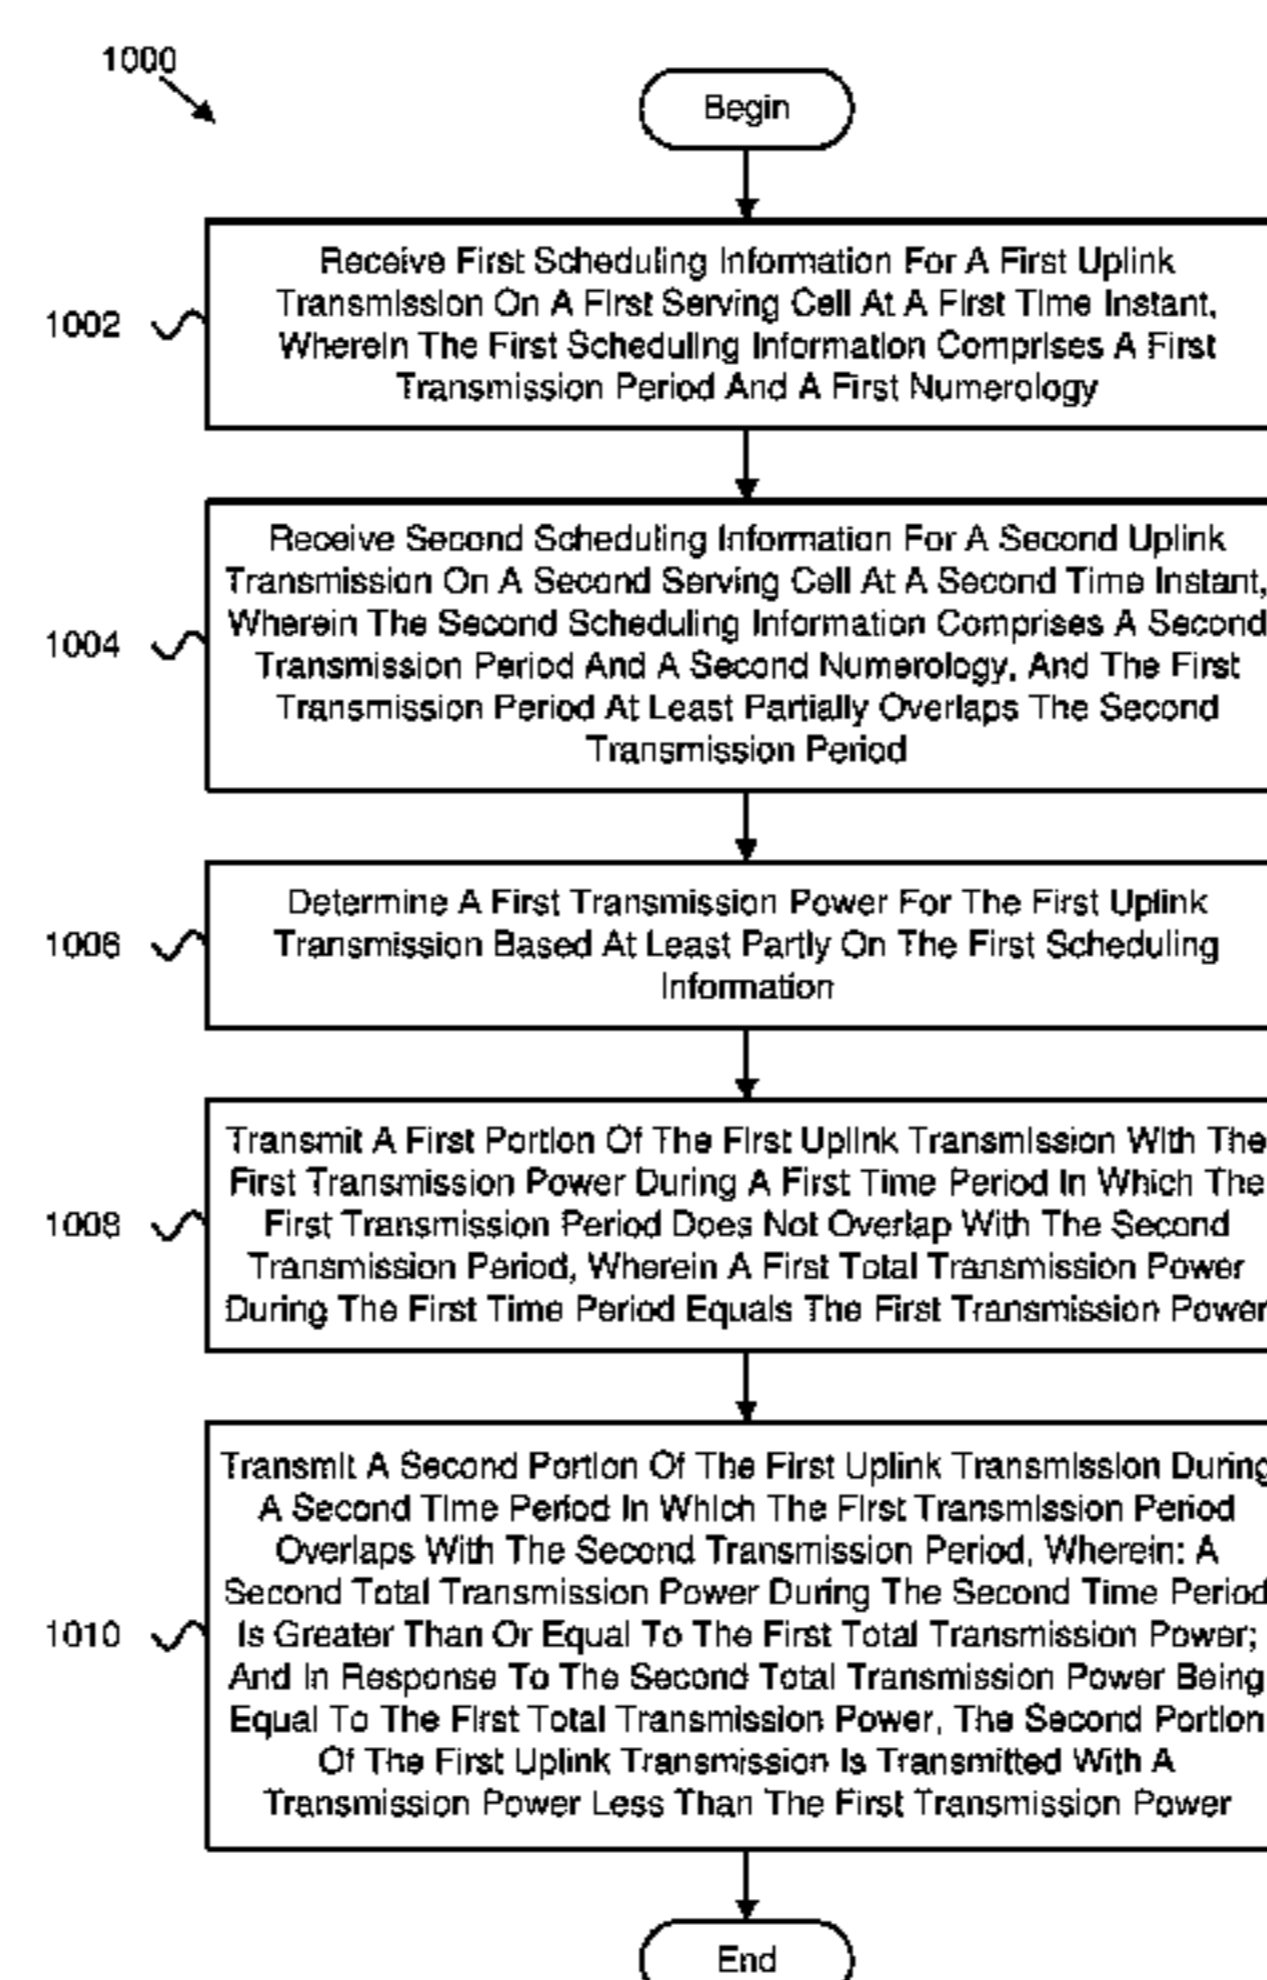 1000
Begin
1002
Receive First Scheduling Information For A First Uplink
Transmission On A First Serving Cell At A First Time Instant,
Wherein The First Scheduling Information Comprises A First
Transmission Period And A First Numerology
1004
Receive Second Scheduling Information For A Second Uplink
Transmission On A Second Serving Cell At A Second Time Instant,
Wherein The Second Scheduling Information Comprises A Second
Transmission Period And A Second Numerology, And The First
Transmission Period At Least Partially Overlaps The Second
Transmission Period
1006
Determine A First Transmission Power For The First Uplink
Transmission Based At Least Partly On The First Scheduling
Information
1008
Transmit A First Portion Of The First Uplink Transmission With The
First Transmission Power During A First Time Period In Which The
First Transmission Period Does Not Overlap With The Second
Transmission Period, Wherein A First Total Transmission Power
During The First Time Period Equals The First Transmission Power
1010
Transmit A Second Portion Of The First Uplink Transmission During
A Second Time Period In Which The First Transmission Period
Overlaps With The Second Transmission Period, Wherein: A
Second Total Transmission Power During The Second Time Period
Is Greater Than Or Equal To The First Total Transmission Power;
And In Response To The Second Total Transmission Power Being
Equal To The First Total Transmission Power, The Second Portion
Of The First Uplink Transmission Is Transmitted With A
Transmission Power Less Than The First Transmission Power
End